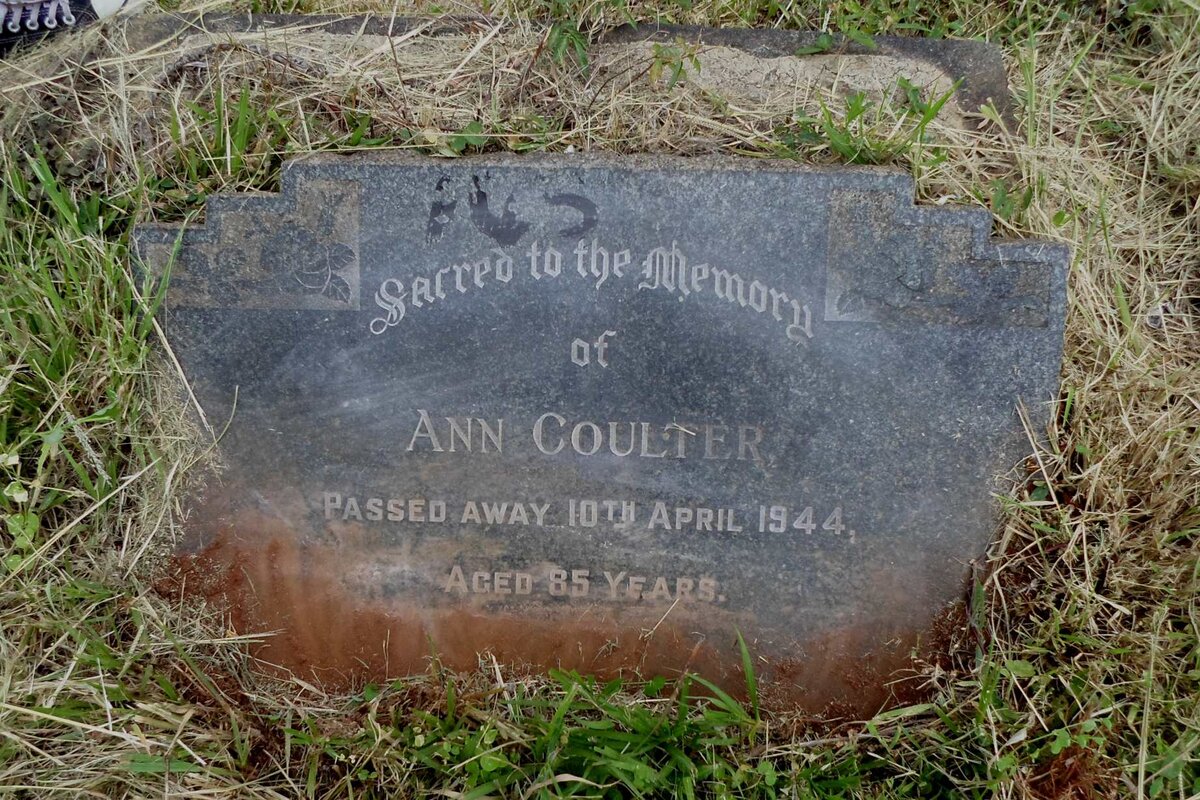 Sacred to the Memory
of
ANN COULTER,
PASSED AWAY 10TH APRIL 1944,
AGED 85 YEARS.